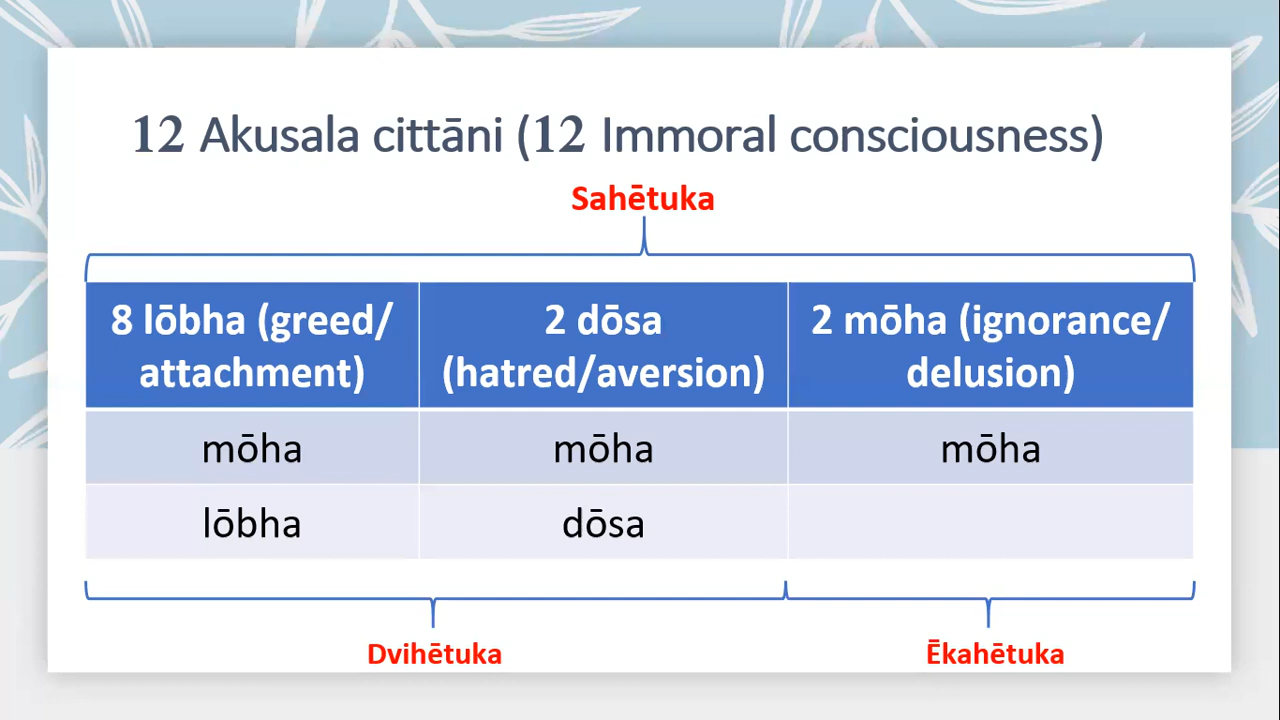 12 Akusala cittāni (12 Immoral consciousness)
Sahētuka
8 lōbha (greed/
attachment)
2 dōsa
(hatred/aversion)
2 mōha (ignorance/
delusion)
mōha
mōha
mōha
lōbha
dōsa
Dvihētuka
Ēkahētuka